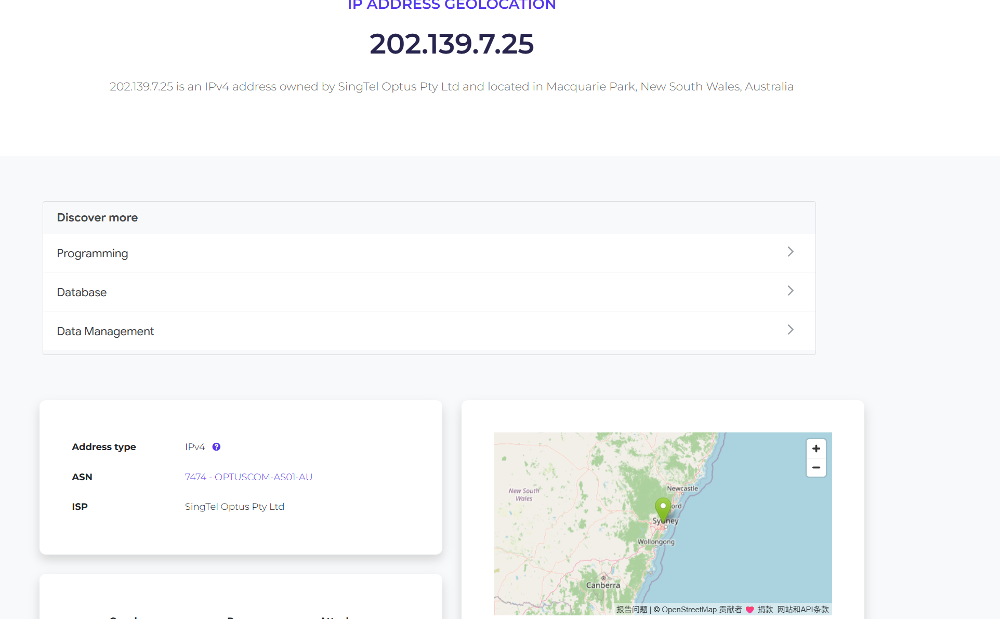 IP ADDRESS GEOLOCATION
202.139.7.25
202.139.7.25 is an IPv4 address owned by SingTel Optus Pty Ltd and located in Macquarie Park, New South Wales, Australia
Discover more
Programming
Database
Data Management
Address type IPv4 ?
ASN 7474 - OPTUSCOM-AS01-AU
ISP SingTel Optus Pty Ltd
+
−
Newcastle
New South
Wales
ord
Sydney
Wollongong
Canberra
报告问题 | © OpenStreetMap 贡献者 ♥ 捐款. 网站和API条款